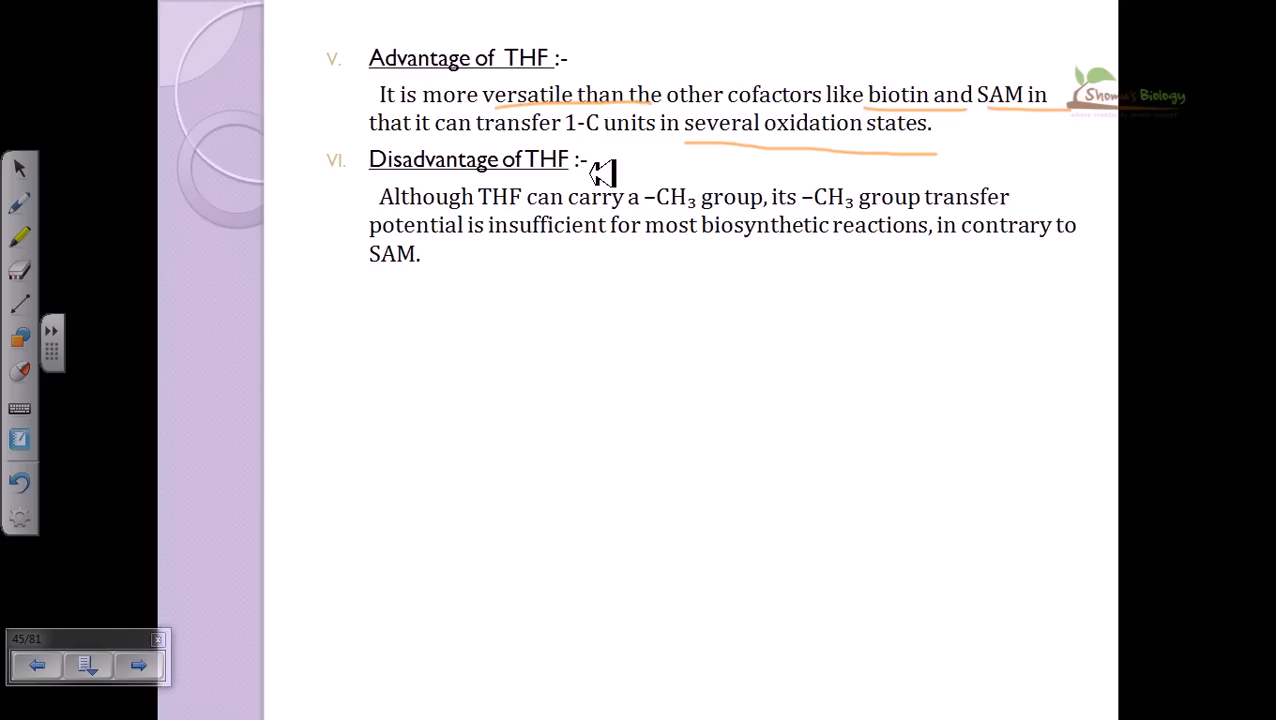 V. Advantage of THF :-
It is more versatile than the other cofactors like biotin and SAM in
that it can transfer 1-C units in several oxidation states.
VI. Disadvantage of THF :-
Although THF can carry a –CH₃ group, its –CH₃ group transfer
potential is insufficient for most biosynthetic reactions, in contrary to
SAM.
Shomu's Biology
45/81